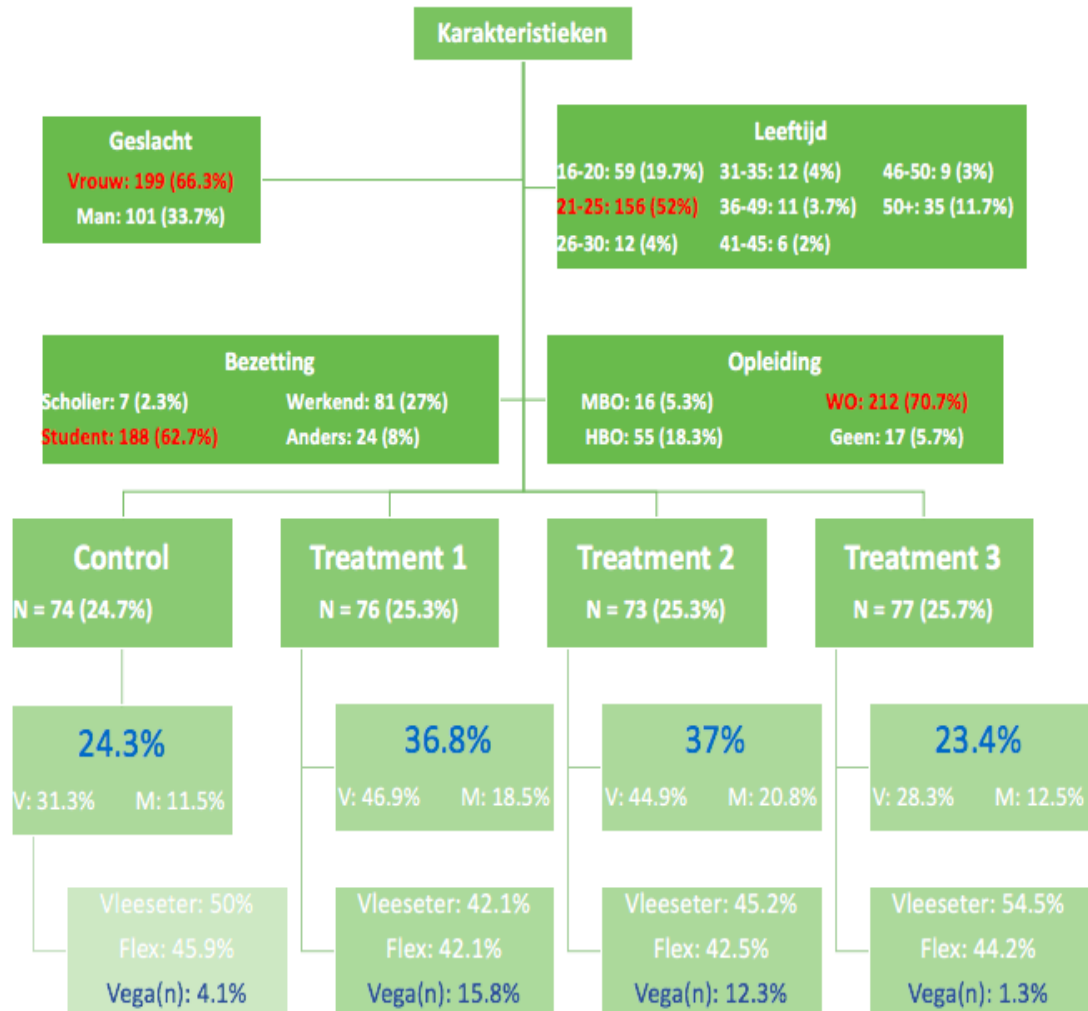 Karakteristieken
Geslacht
Vrouw: 199 (66.3%)
Man: 101 (33.7%)
Leeftijd
16-20: 59 (19.7%) 31-35: 12 (4%) 46-50: 9 (3%)
21-25: 156 (52%) 36-49: 11 (3.7%) 50+: 35 (11.7%)
26-30: 12 (4%) 41-45: 6 (2%)
Bezetting
Scholier: 7 (2.3%) Werkend: 81 (27%)
Student: 188 (62.7%) Anders: 24 (8%)
Opleiding
MBO: 16 (5.3%) WO: 212 (70.7%)
HBO: 55 (18.3%) Geen: 17 (5.7%)
Control
N = 74 (24.7%)
Treatment 1
N = 76 (25.3%)
Treatment 2
N = 73 (25.3%)
Treatment 3
N = 77 (25.7%)
24.3%
V: 31.3% M: 11.5%
36.8%
V: 46.9% M: 18.5%
37%
V: 44.9% M: 20.8%
23.4%
V: 28.3% M: 12.5%
Vleeseter: 50%
Flex: 45.9%
Vega(n): 4.1%
Vleeseter: 42.1%
Flex: 42.1%
Vega(n): 15.8%
Vleeseter: 45.2%
Flex: 42.5%
Vega(n): 12.3%
Vleeseter: 54.5%
Flex: 44.2%
Vega(n): 1.3%